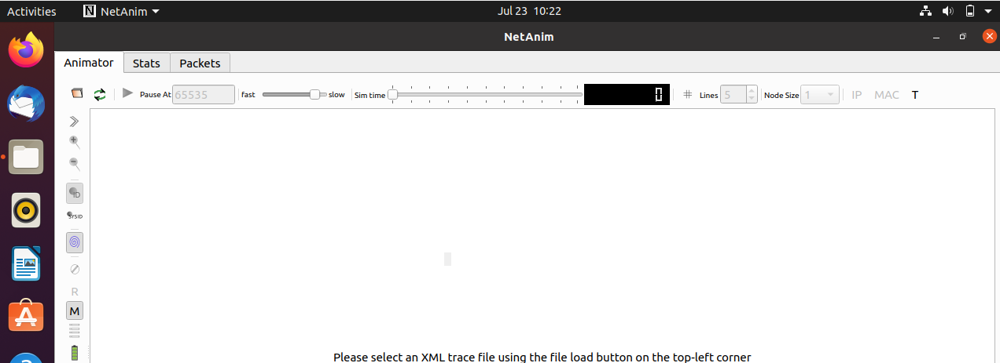 Activities NetAnim Jul 23 10:22
NetAnim
Animator Stats Packets
Pause At 65535 fast slow Sim time 0 Lines 5 Node Size 1 IP MAC T
ID
SYSID
R
M
Please select an XML trace file using the file load button on the top-left corner